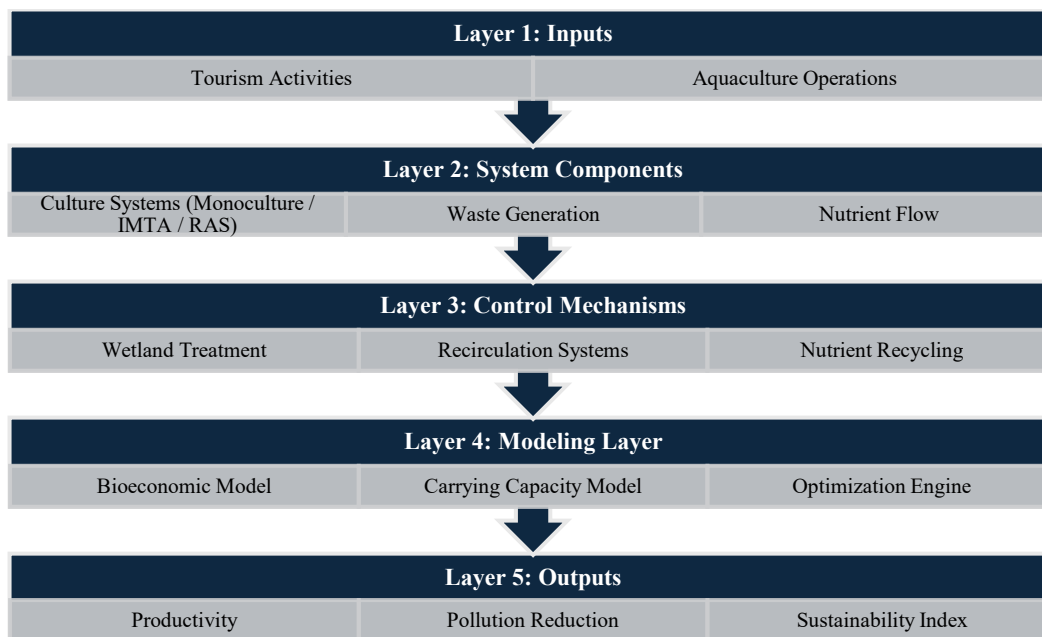 Layer 1: Inputs
Tourism Activities
Aquaculture Operations
Layer 2: System Components
Culture Systems (Monoculture /
IMTA / RAS)
Waste Generation
Nutrient Flow
Layer 3: Control Mechanisms
Wetland Treatment
Recirculation Systems
Nutrient Recycling
Layer 4: Modeling Layer
Bioeconomic Model
Carrying Capacity Model
Optimization Engine
Layer 5: Outputs
Productivity
Pollution Reduction
Sustainability Index